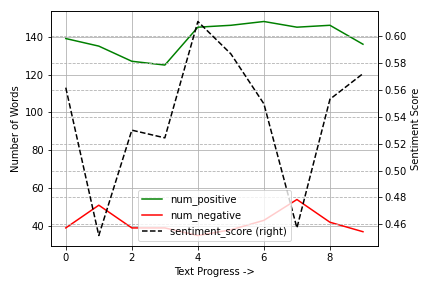 140
120
100
80
60
40
Number of Words
0.60
0.58
0.56
0.54
0.52
0.50
0.48
0.46
Sentiment Score
num_positive
num_negative
sentiment_score (right)
0 2 4 6 8
Text Progress ->